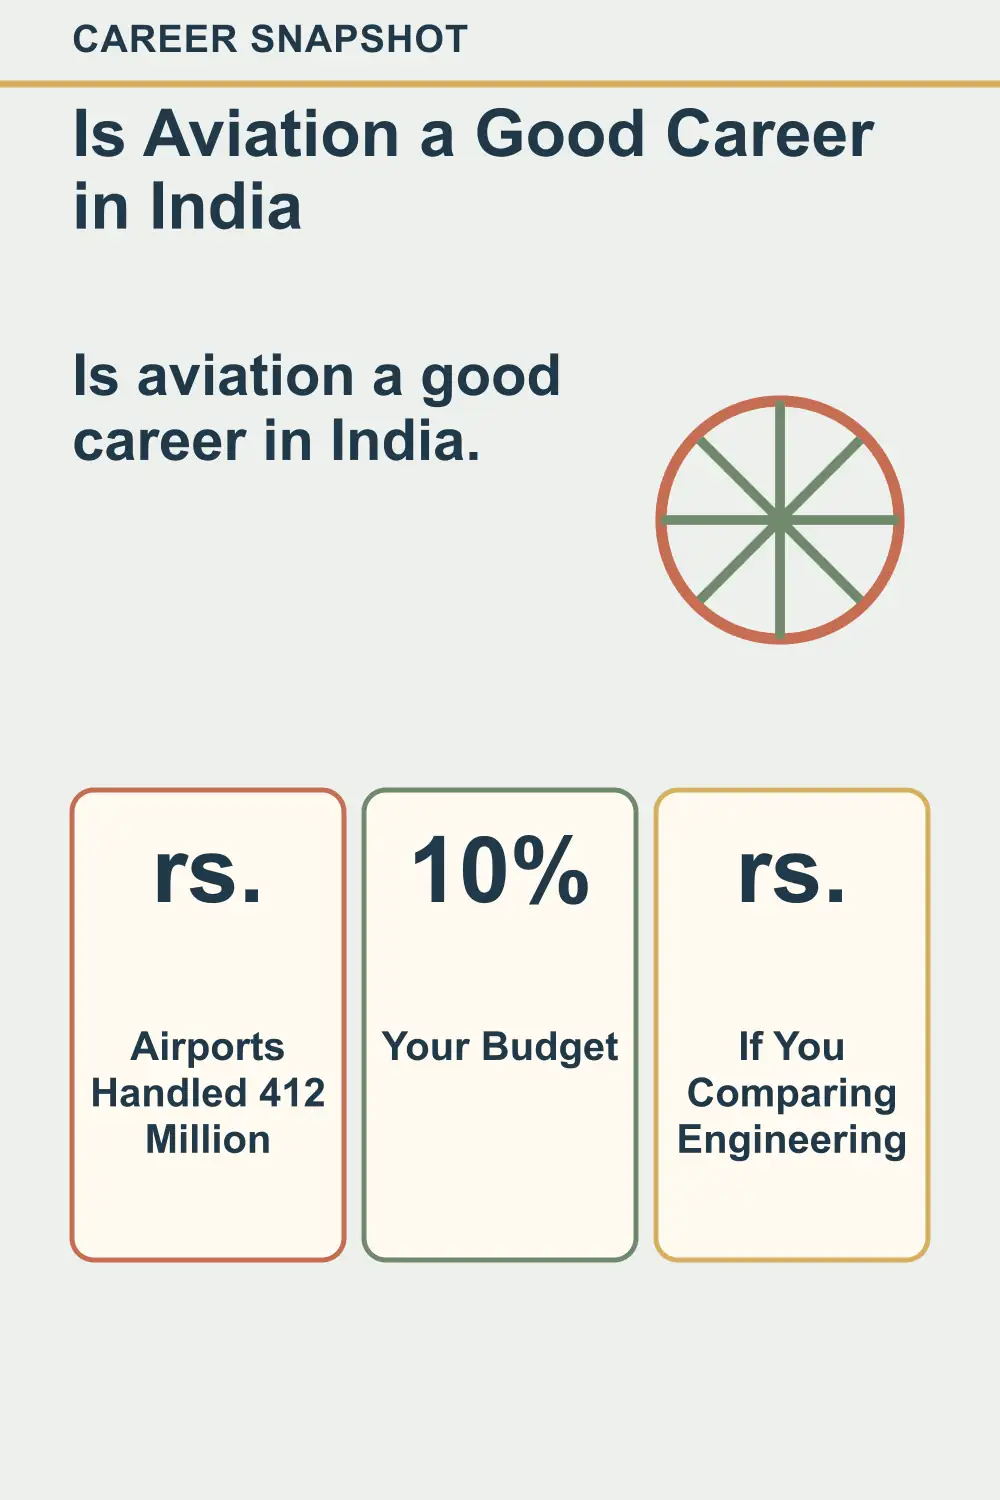 CAREER SNAPSHOT
Is Aviation a Good Career
in India
Is aviation a good
career in India.
rs.
Airports
Handled 412
Million
10%
Your Budget
rs.
If You
Comparing
Engineering